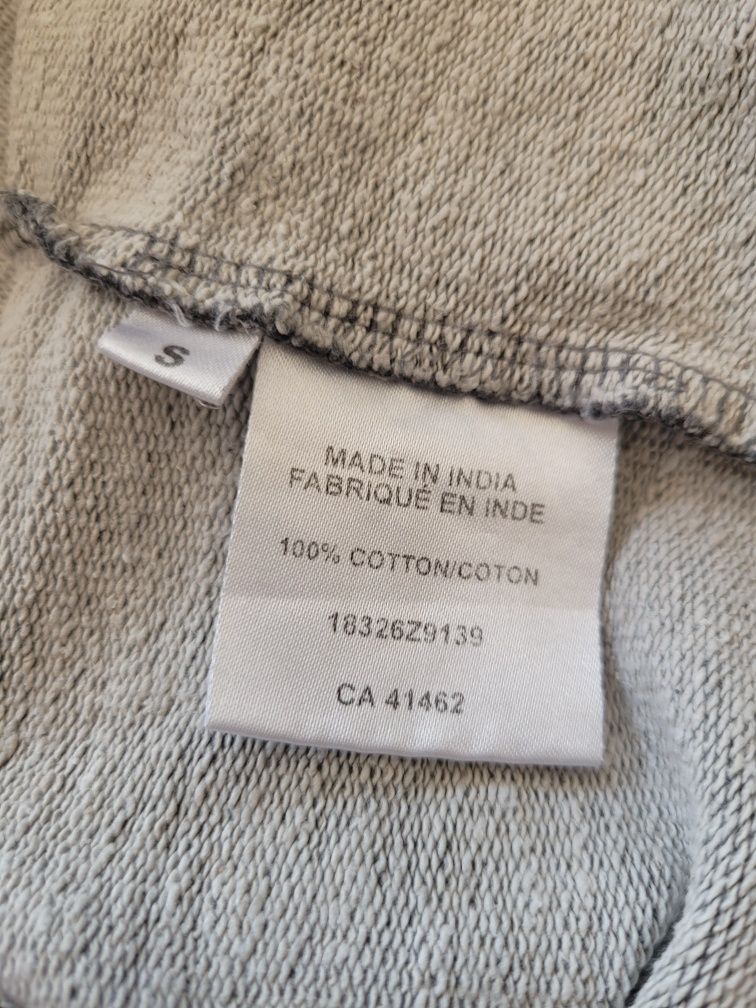 S
MADE IN INDIA
FABRIQUÉ EN INDE
100% COTTON/COTON
18326Z9139
CA 41462